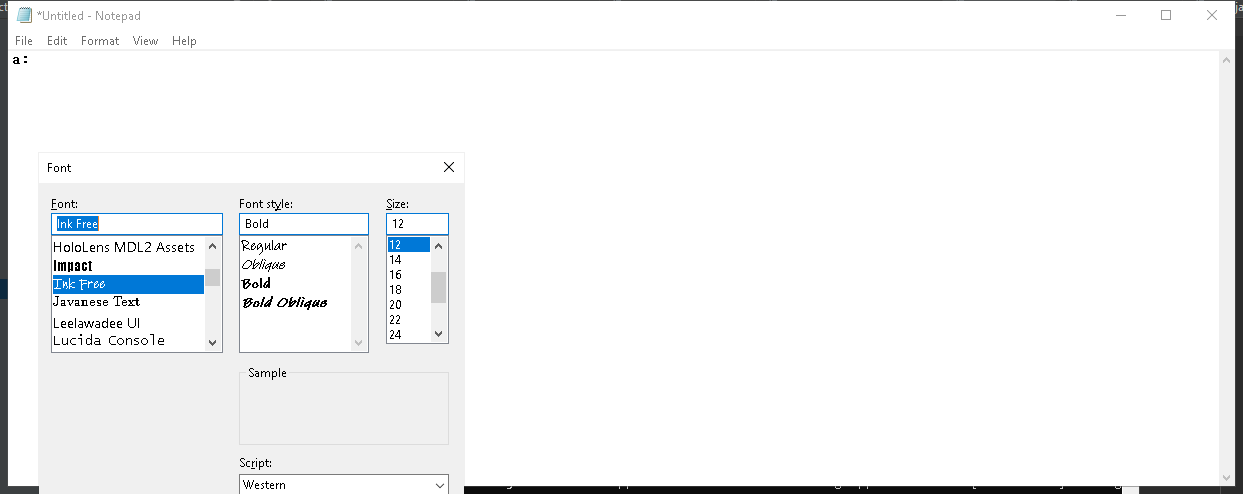 *Untitled - Notepad
File Edit Format View Help
a:
Font
Font: Font style: Size:
Ink Free Bold 12
HoloLens MDL2 Assets Regular 12
Impact Oblique 14
Ink Free Bold 16
Javanese Text Bold Oblique 18
Leelawadee UI 20
Lucida Console 22
24
Sample
Script:
Western